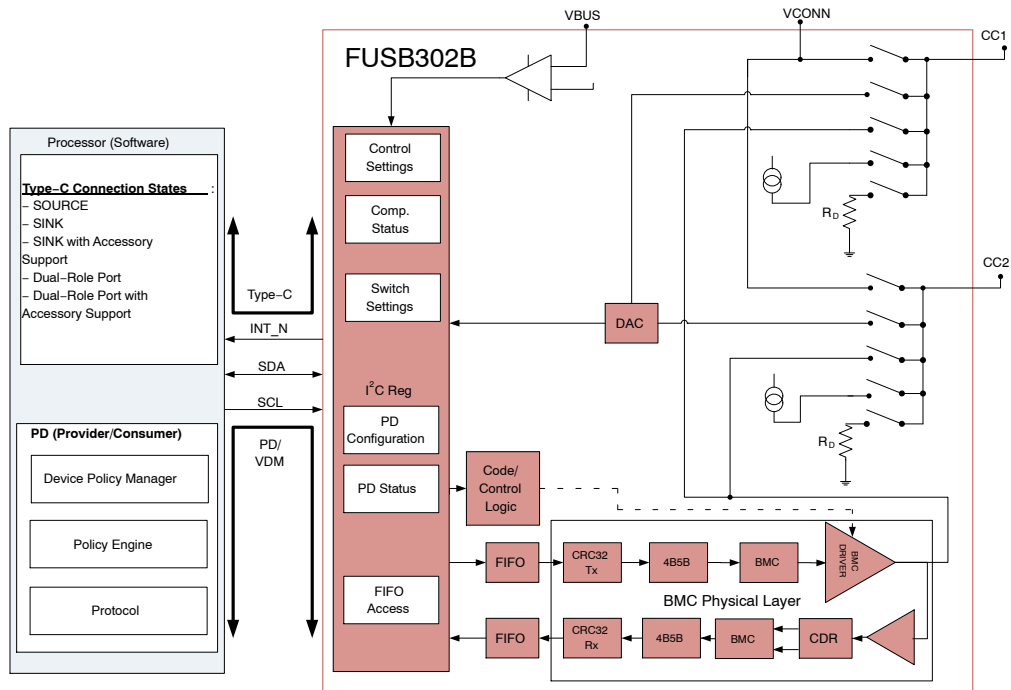 VBUS
VCONN
CC1
FUSB302B
Processor (Software)
Type−C Connection States :
− SOURCE
− SINK
− SINK with Accessory
Support
− Dual−Role Port
− Dual−Role Port with
Accessory Support
Type−C
INT_N
SDA
SCL
PD/
VDM
PD (Provider/Consumer)
Device Policy Manager
Policy Engine
Protocol
Control
Settings
Comp.
Status
Switch
Settings
I2C Reg
PD
Configuration
PD Status
FIFO
Access
Code/
Control
Logic
DAC
RD
CC2
RD
FIFO
CRC32
Tx
4B5B
BMC
BMC
DRIVER
BMC Physical Layer
FIFO
CRC32
Rx
4B5B
BMC
CDR